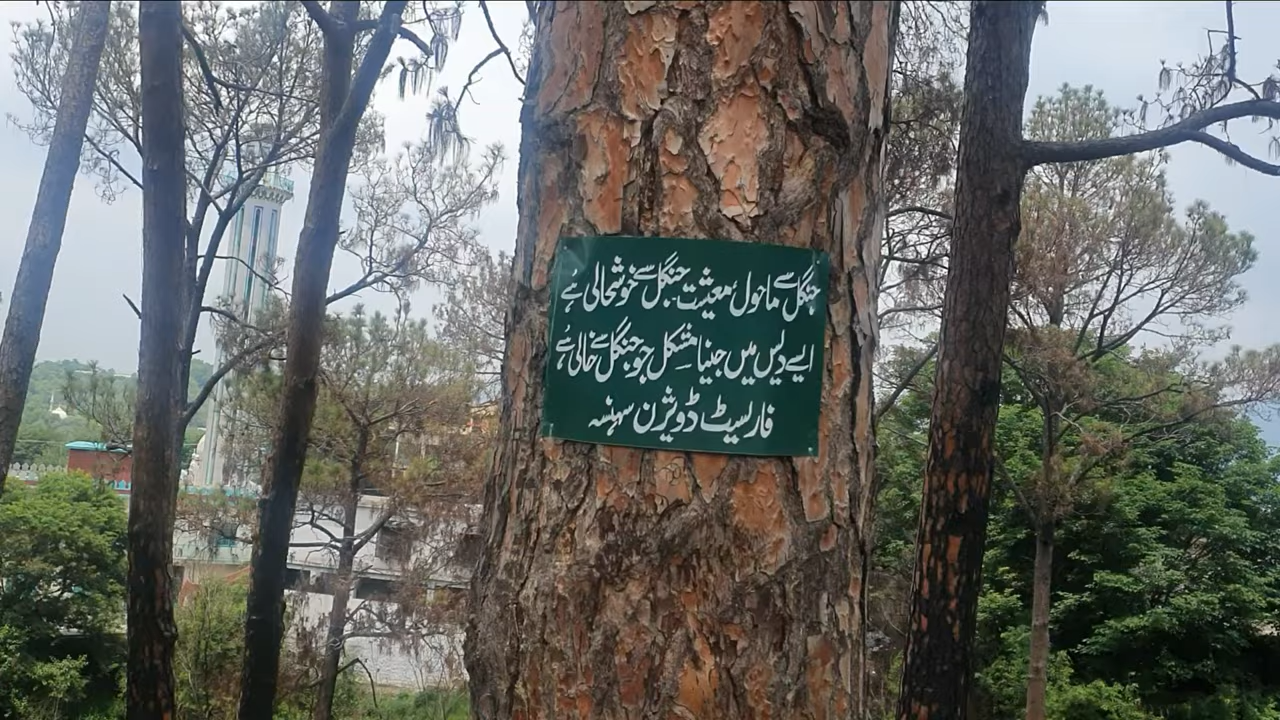 جنگل سے ماحول، معیشت۔ جنگل سے خوشحالی ہے
ایسے دیس میں جینا مشکل جو جنگل سے خالی ہے
فاریسٹ ڈویژن سہنسہ